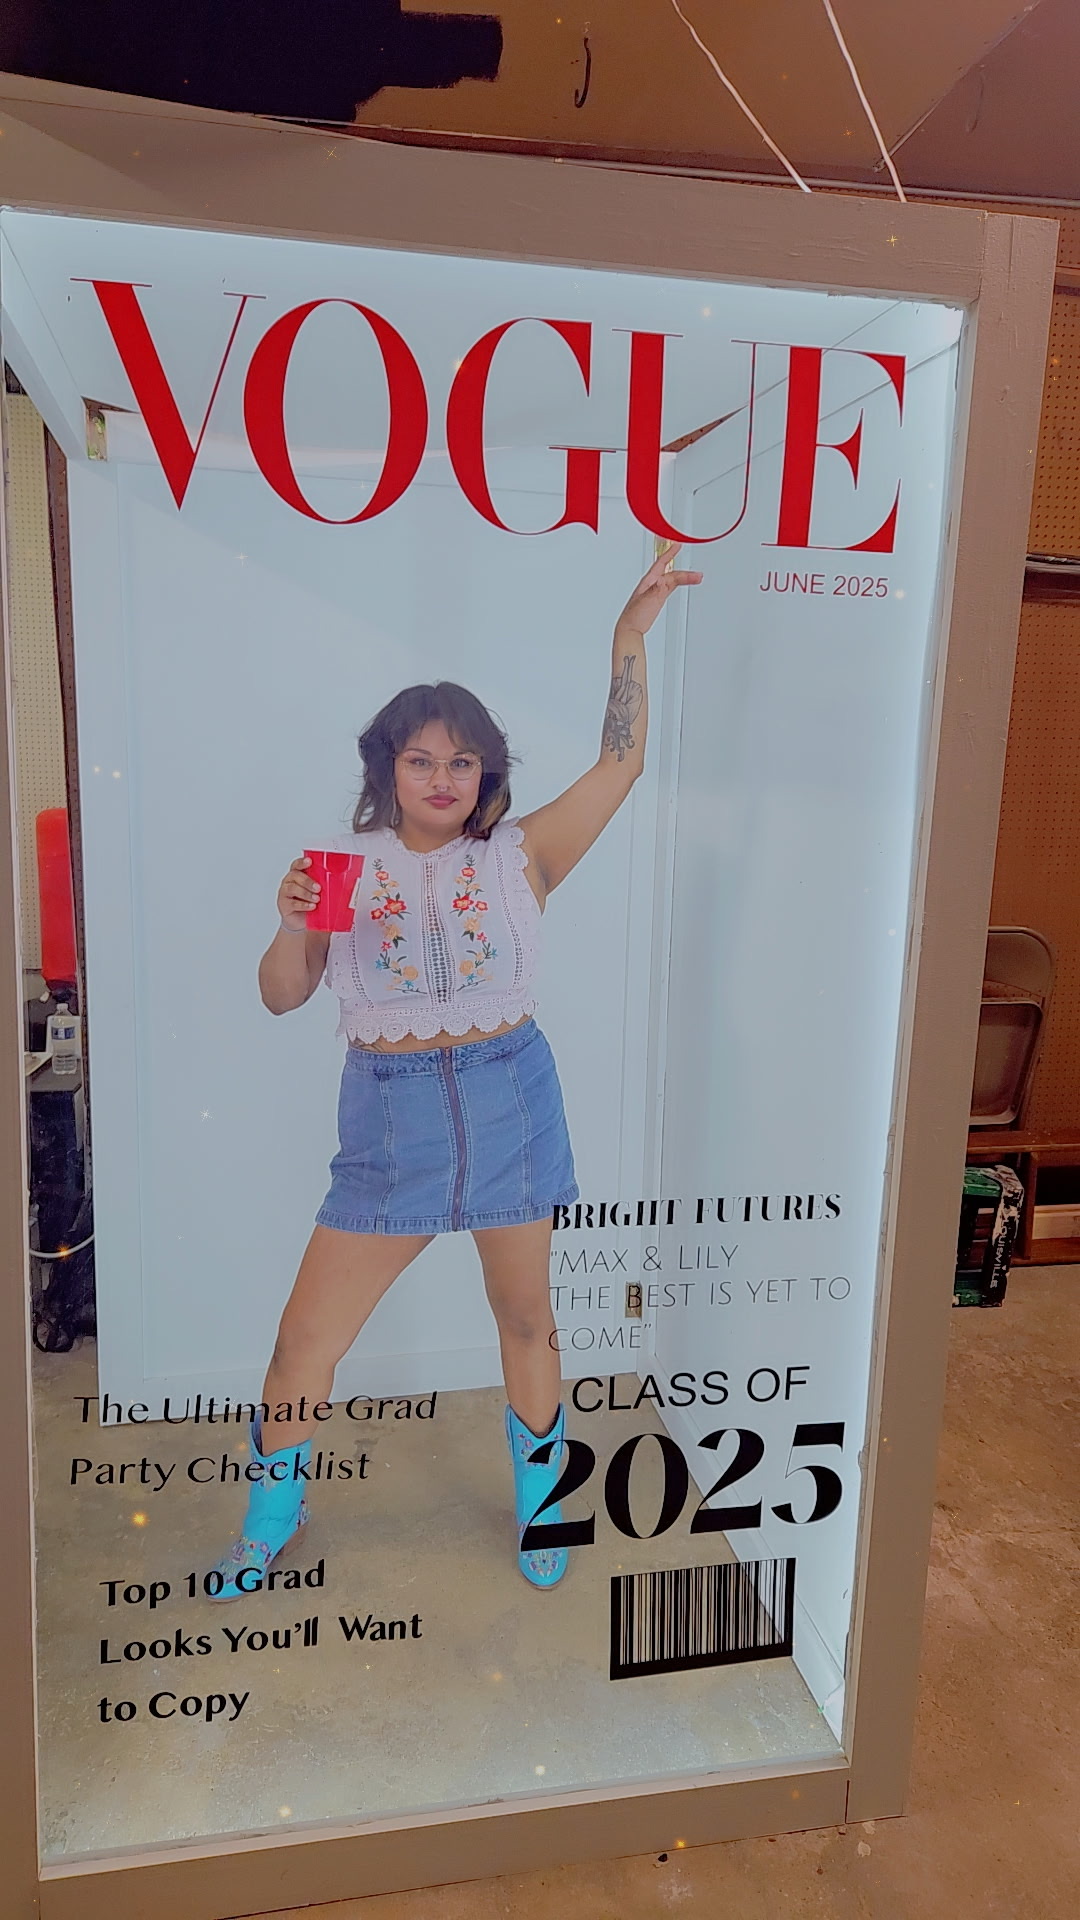 VOGUE
JUNE 2025
BRIGHT FUTURES
"MAX & LILY
THE BEST IS YET TO
COME"
CLASS OF
2025
The Ultimate Grad
Party Checklist
Top 10 Grad
Looks You'll Want
to Copy
LOUISVILLE